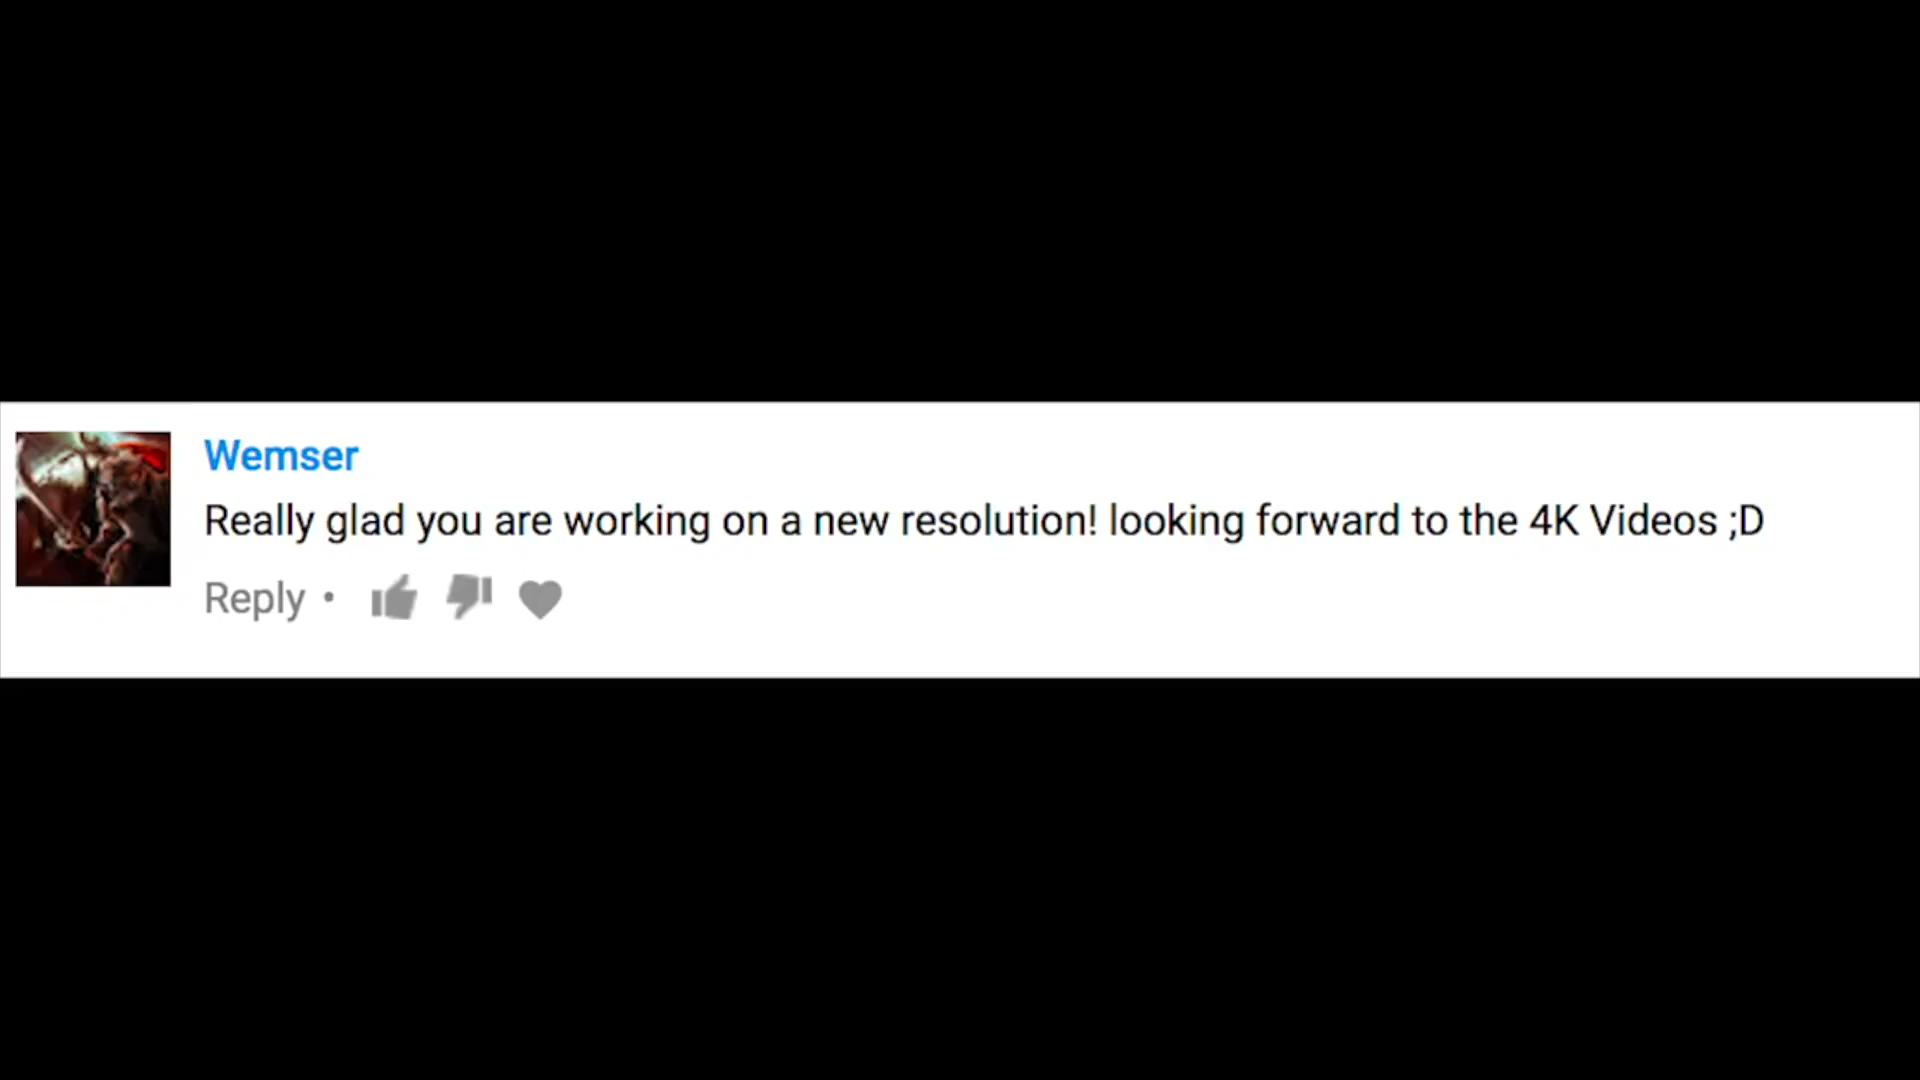 Wemser
Really glad you are working on a new resolution! looking forward to the 4K Videos ;D
Reply •